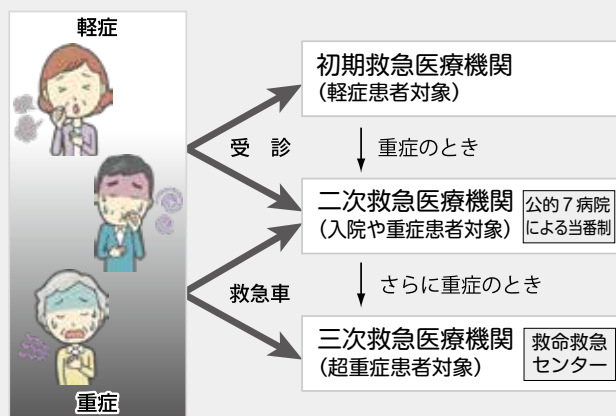 軽症
初期救急医療機関
（軽症患者対象）
受　診
重症のとき
二次救急医療機関
（入院や重症患者対象）
公的７病院
による当番制
救急車
さらに重症のとき
三次救急医療機関
（超重症患者対象）
救命救急
センター
重症